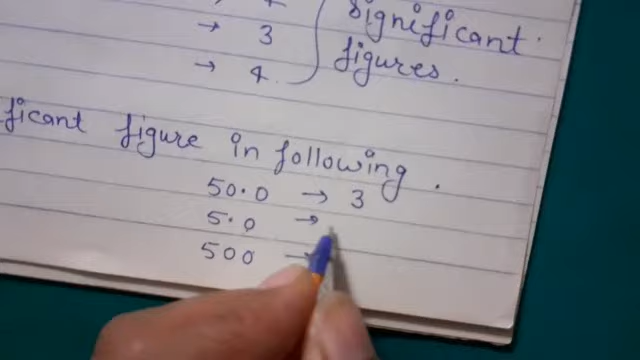 significant
→ 3
figures.
→ 4
ficant figure in following.
50.0 → 3
5.0 →
500 →